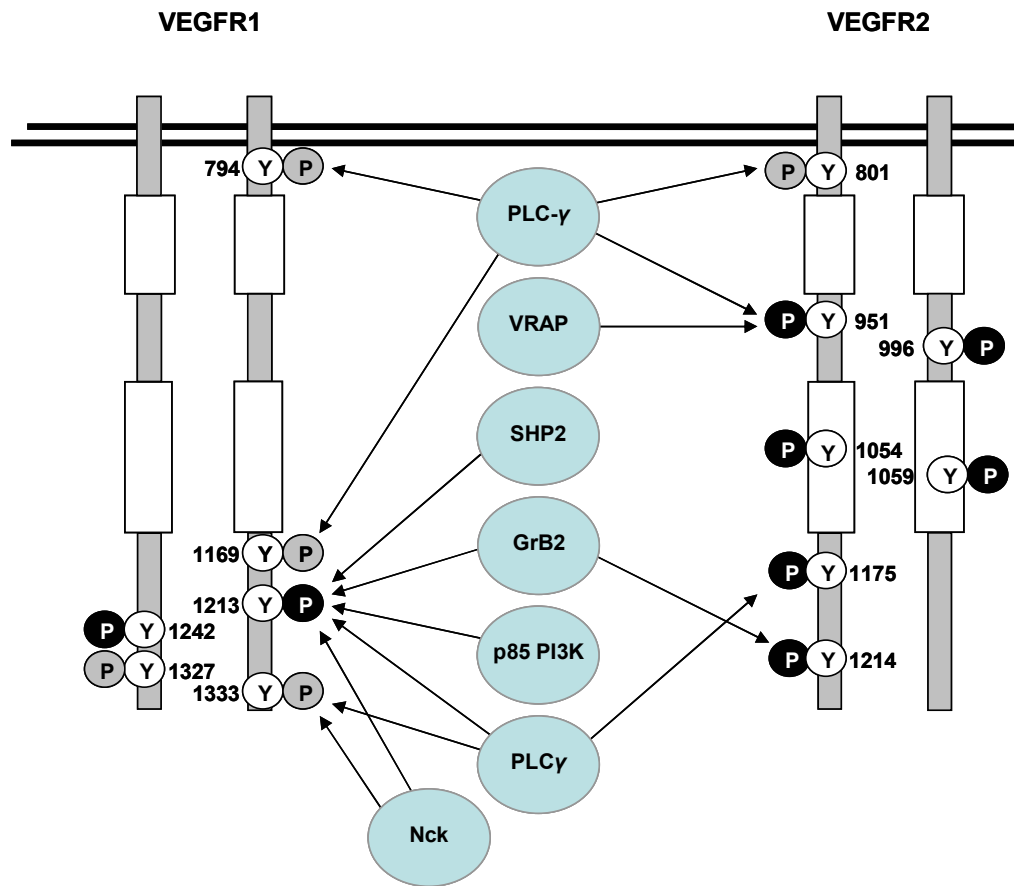 VEGFR1 VEGFR2
794 Y P
P Y 801
PLC-γ
VRAP
P Y 951
996 Y P
SHP2
P Y 1054
1059 Y P
GrB2
1169 Y P
P Y 1175
1213 Y P
P Y 1242
p85 PI3K
P Y 1214
P Y 1327
1333 Y P
PLCγ
Nck